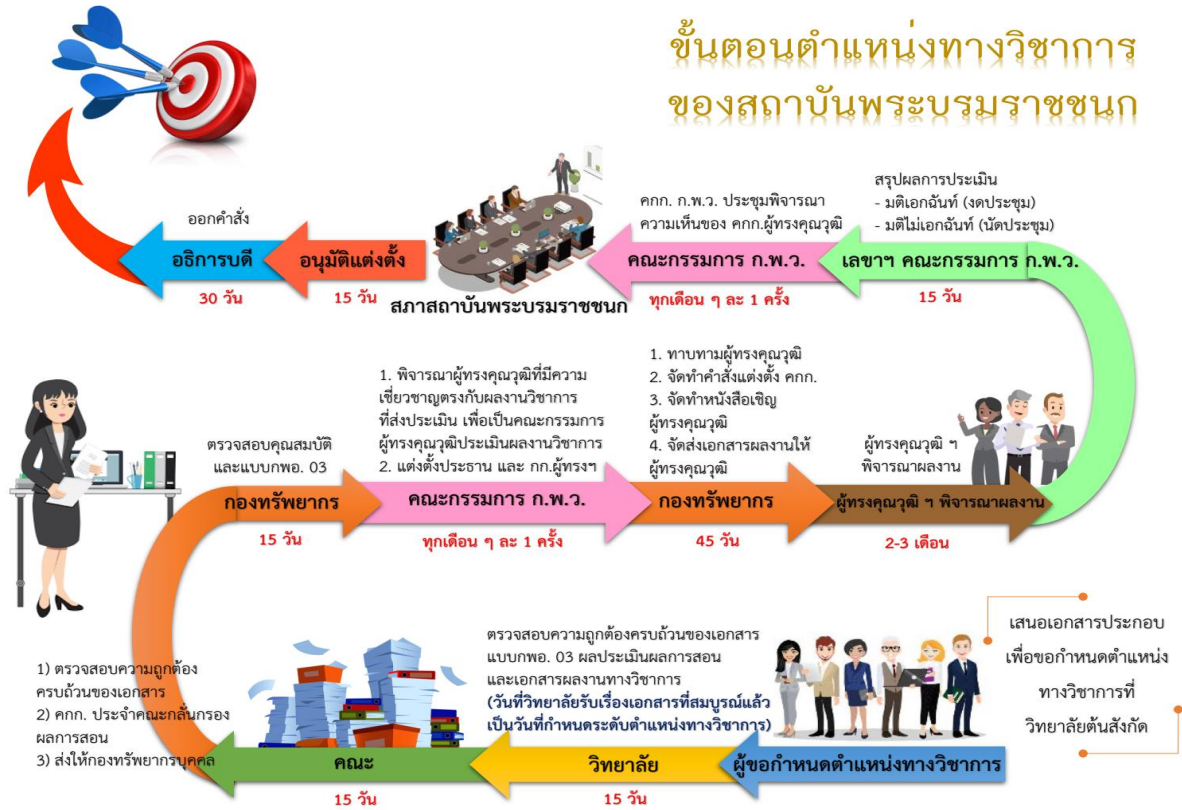 ขั้นตอนตำแหน่งทางวิชาการ
ของสถาบันพระบรมราชชนก
เสนอเอกสารประกอบ
เพื่อขอกำหนดตำแหน่ง
ทางวิชาการที่
วิทยาลัยต้นสังกัด
ผู้ขอกำหนดตำแหน่งทางวิชาการ
ตรวจสอบความถูกต้องครบถ้วนของเอกสาร
แบบกพอ. 03 ผลประเมินผลการสอน
และเอกสารผลงานทางวิชาการ
(วันที่วิทยาลัยรับเรื่องเอกสารที่สมบูรณ์แล้ว
เป็นวันที่กำหนดระดับตำแหน่งทางวิชาการ)
วิทยาลัย
15 วัน
1) ตรวจสอบความถูกต้อง
ครบถ้วนของเอกสาร
2) คกก. ประจำคณะกลั่นกรอง
ผลการสอน
3) ส่งให้กองทรัพยากรบุคคล
คณะ
15 วัน
ตรวจสอบคุณสมบัติ
และแบบกพอ. 03
กองทรัพยากร
15 วัน
1. พิจารณาผู้ทรงคุณวุฒิที่มีความ
เชี่ยวชาญตรงกับผลงานวิชาการ
ที่ส่งประเมิน เพื่อเป็นคณะกรรมการ
ผู้ทรงคุณวุฒิประเมินผลงานวิชาการ
2. แต่งตั้งประธาน และ กก.ผู้ทรงฯ
คณะกรรมการ ก.พ.ว.
ทุกเดือน ๆ ละ 1 ครั้ง
1. ทาบทามผู้ทรงคุณวุฒิ
2. จัดทำคำสั่งแต่งตั้ง คกก.
3. จัดทำหนังสือเชิญ
ผู้ทรงคุณวุฒิ
4. จัดส่งเอกสารผลงานให้
ผู้ทรงคุณวุฒิ
กองทรัพยากร
45 วัน
ผู้ทรงคุณวุฒิ ฯ
พิจารณาผลงาน
ผู้ทรงคุณวุฒิ ฯ พิจารณาผลงาน
2-3 เดือน
สรุปผลการประเมิน
- มติเอกฉันท์ (งดประชุม)
- มติไม่เอกฉันท์ (นัดประชุม)
เลขาฯ คณะกรรมการ ก.พ.ว.
15 วัน
คกก. ก.พ.ว. ประชุมพิจารณา
ความเห็นของ คกก.ผู้ทรงคุณวุฒิ
คณะกรรมการ ก.พ.ว.
ทุกเดือน ๆ ละ 1 ครั้ง
สภาสถาบันพระบรมราชชนก
อนุมัติแต่งตั้ง
15 วัน
ออกคำสั่ง
อธิการบดี
30 วัน